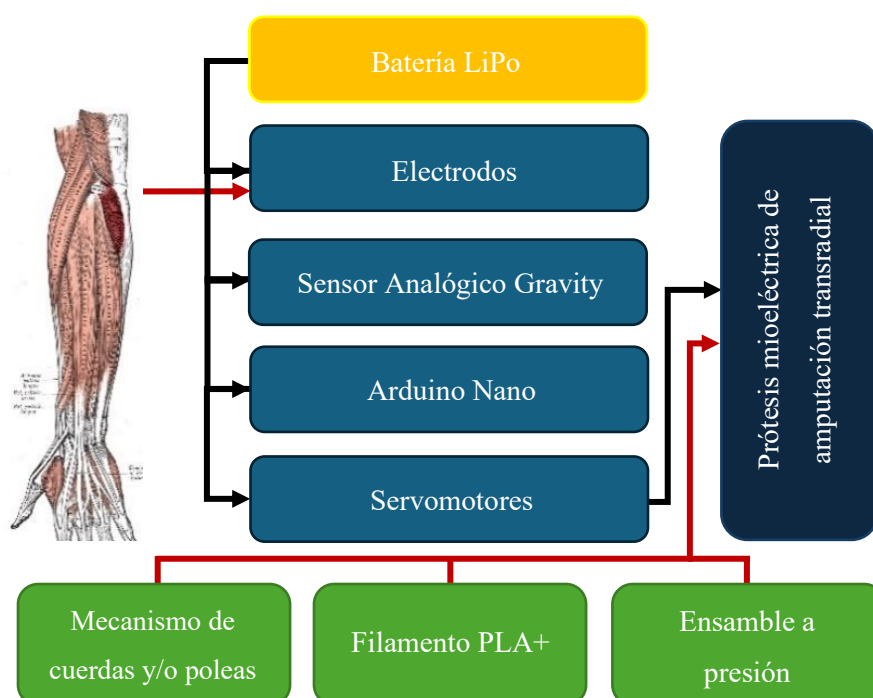 Batería LiPo
Electrodos
Sensor Analógico Gravity
Arduino Nano
Servomotores
Prótesis mioeléctrica de
amputación transradial
Mecanismo de
cuerdas y/o poleas
Filamento PLA+
Ensamble a
presión